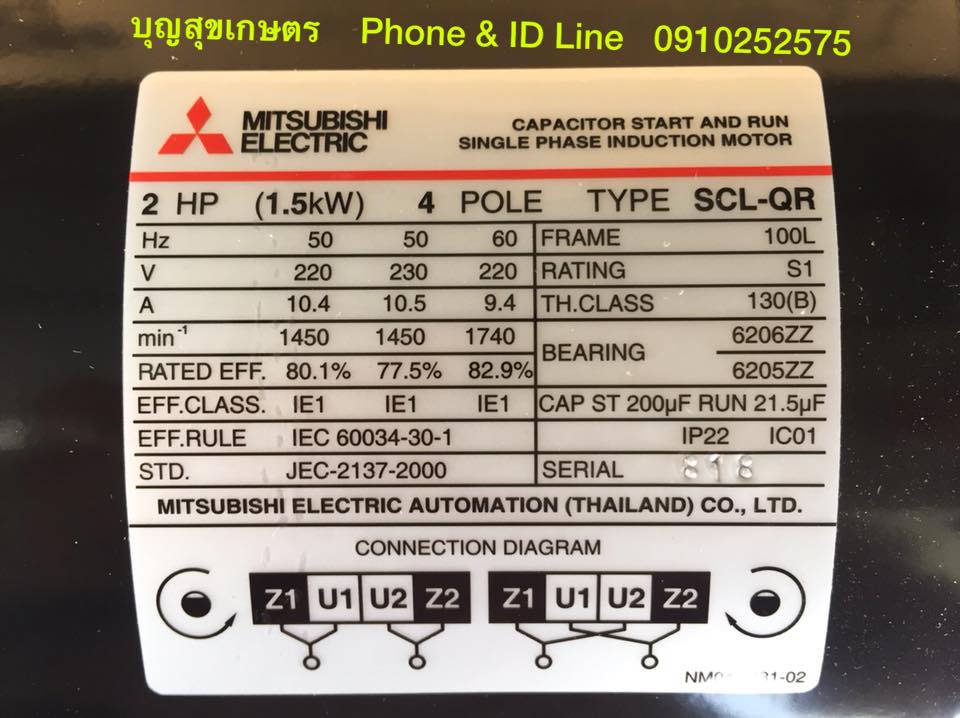 บุญสุขเกษตร Phone & ID Line 0910252575
MITSUBISHI
ELECTRIC
CAPACITOR START AND RUN
SINGLE PHASE INDUCTION MOTOR
2 HP (1.5kW) 4 POLE TYPE SCL-QR
Hz 50 50 60 FRAME 100L
V 220 230 220 RATING S1
A 10.4 10.5 9.4 TH.CLASS 130(B)
min⁻¹ 1450 1450 1740 BEARING 6206ZZ
RATED EFF. 80.1% 77.5% 82.9% 6205ZZ
EFF.CLASS. IE1 IE1 IE1 CAP ST 200µF RUN 21.5µF
EFF.RULE IEC 60034-30-1 IP22 IC01
STD. JEC-2137-2000 SERIAL 818
MITSUBISHI ELECTRIC AUTOMATION (THAILAND) CO., LTD.
CONNECTION DIAGRAM
Z1 U1 U2 Z2 Z1 U1 U2 Z2